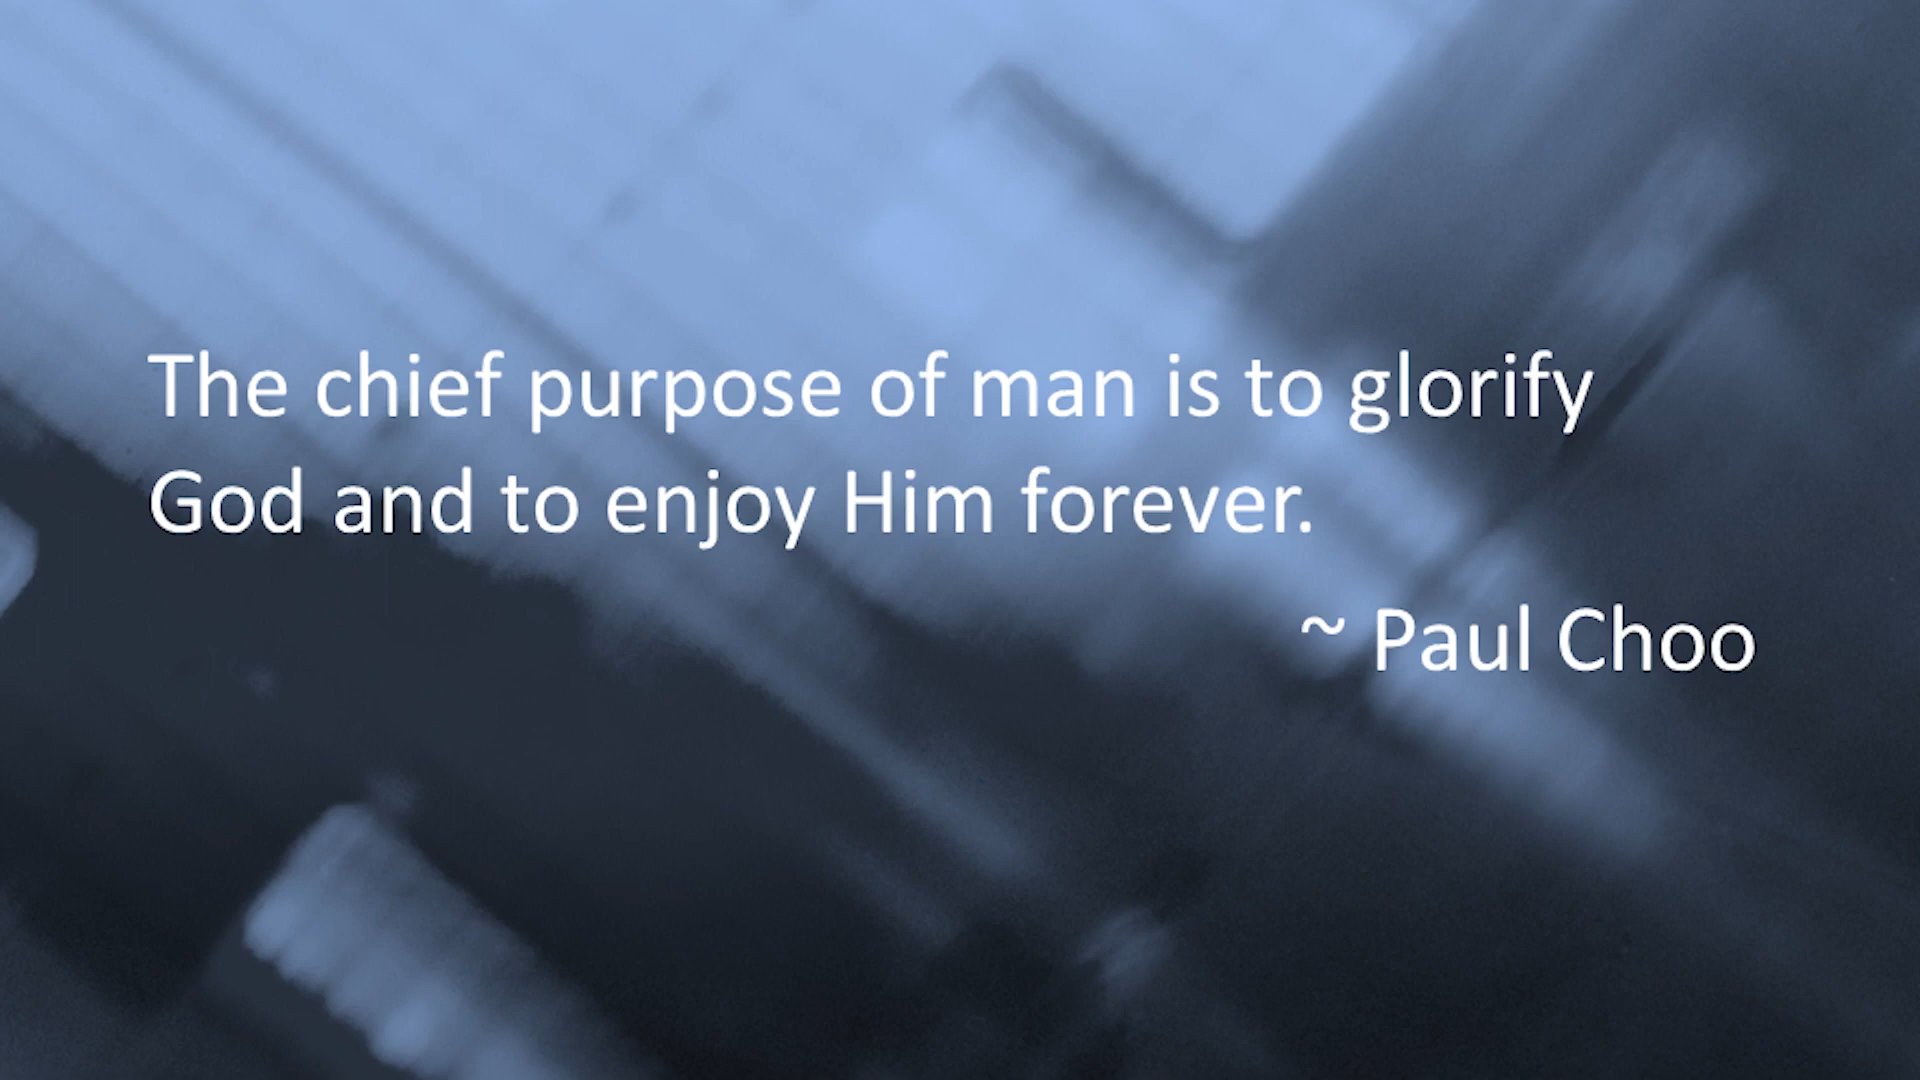 The chief purpose of man is to glorify
God and to enjoy Him forever.
~ Paul Choo